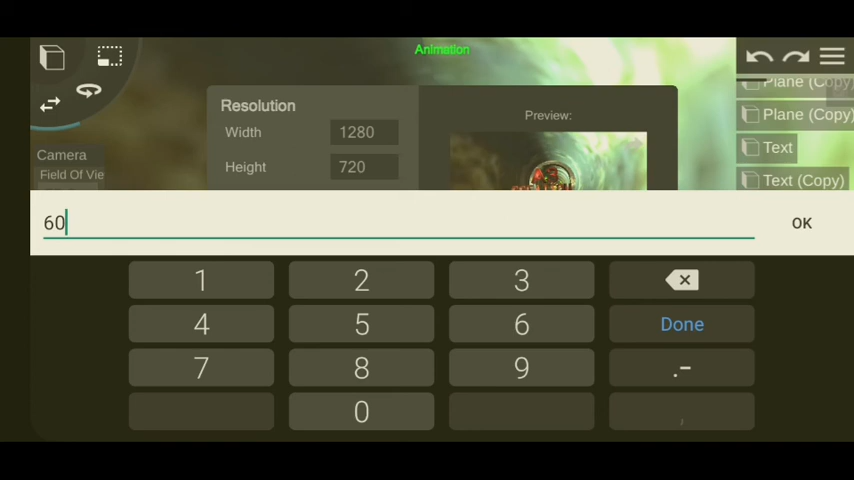 Animation
Resolution
Width 1280
Height 720
Preview:
Plane (Copy)
Plane (Copy)
Text
Text (Copy)
Camera
Field Of Vie
60
OK
1 2 3
4 5 6 Done
7 8 9 .-
0 ,